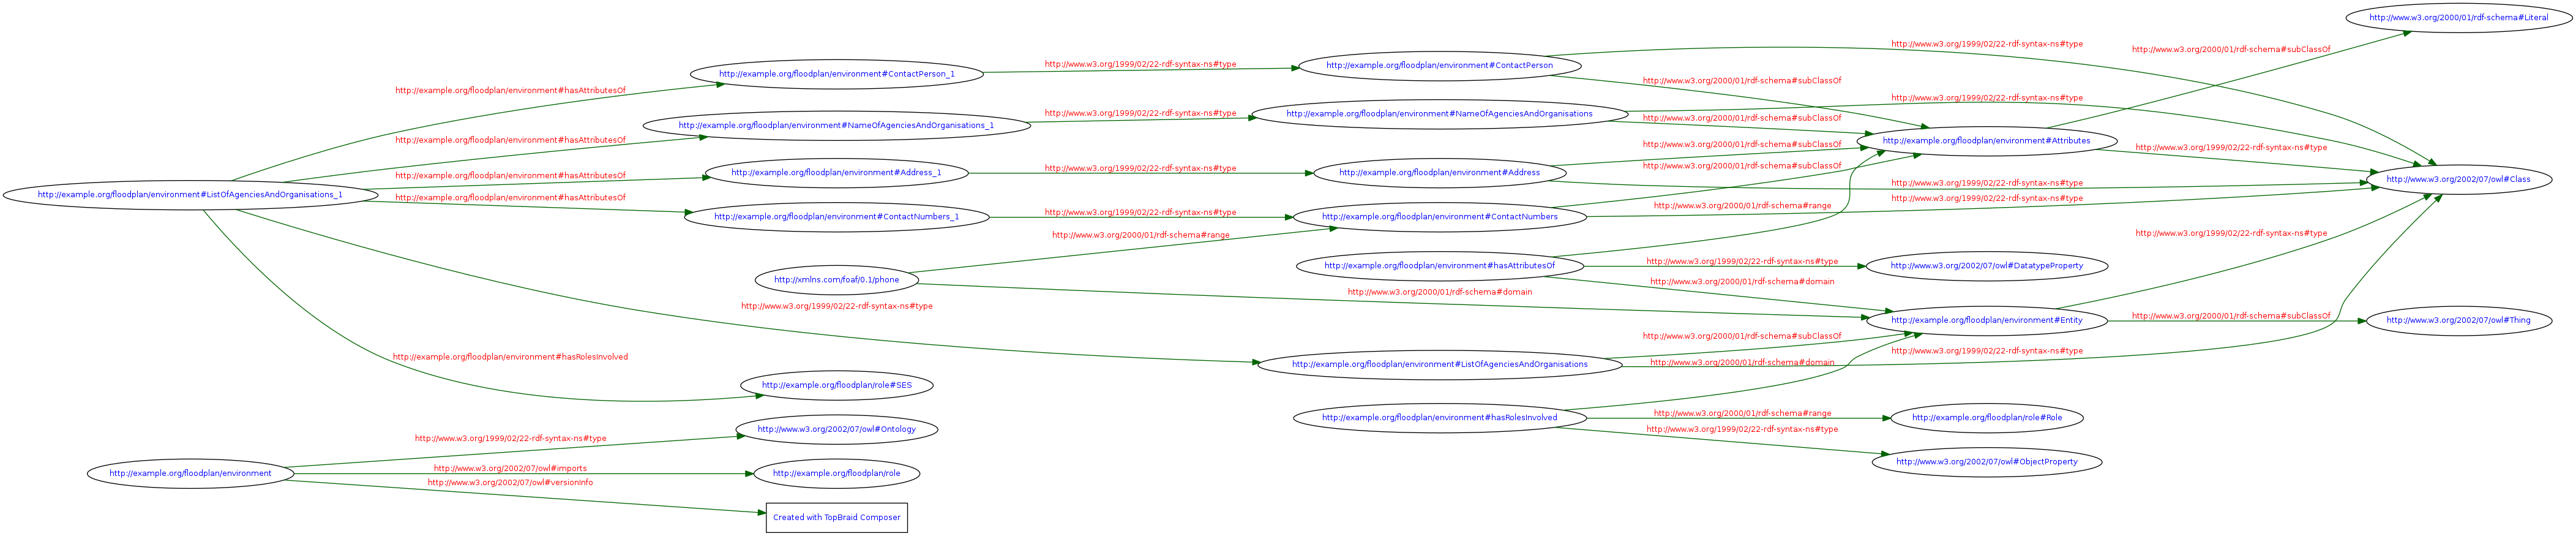 http://www.w3.org/2000/01/rdf-schema#Literal
http://www.w3.org/1999/02/22-rdf-syntax-ns#type
http://www.w3.org/2000/01/rdf-schema#subClassOf
http://example.org/floodplan/environment#ContactPerson_1
http://www.w3.org/1999/02/22-rdf-syntax-ns#type
http://example.org/floodplan/environment#ContactPerson
http://example.org/floodplan/environment#hasAttributesOf
http://www.w3.org/2000/01/rdf-schema#subClassOf
http://www.w3.org/1999/02/22-rdf-syntax-ns#type
http://example.org/floodplan/environment#NameOfAgenciesAndOrganisations_1
http://www.w3.org/1999/02/22-rdf-syntax-ns#type
http://example.org/floodplan/environment#NameOfAgenciesAndOrganisations
http://www.w3.org/2000/01/rdf-schema#subClassOf
http://example.org/floodplan/environment#hasAttributesOf
http://example.org/floodplan/environment#Attributes
http://www.w3.org/2000/01/rdf-schema#subClassOf
http://www.w3.org/1999/02/22-rdf-syntax-ns#type
http://example.org/floodplan/environment#hasAttributesOf
http://example.org/floodplan/environment#Address_1
http://www.w3.org/1999/02/22-rdf-syntax-ns#type
http://example.org/floodplan/environment#Address
http://www.w3.org/2000/01/rdf-schema#subClassOf
http://www.w3.org/1999/02/22-rdf-syntax-ns#type
http://www.w3.org/2002/07/owl#Class
http://example.org/floodplan/environment#ListOfAgenciesAndOrganisations_1
http://example.org/floodplan/environment#hasAttributesOf
http://www.w3.org/1999/02/22-rdf-syntax-ns#type
http://www.w3.org/2000/01/rdf-schema#range
http://example.org/floodplan/environment#ContactNumbers_1
http://www.w3.org/1999/02/22-rdf-syntax-ns#type
http://example.org/floodplan/environment#ContactNumbers
http://www.w3.org/2000/01/rdf-schema#range
http://www.w3.org/1999/02/22-rdf-syntax-ns#type
http://example.org/floodplan/environment#hasAttributesOf
http://www.w3.org/1999/02/22-rdf-syntax-ns#type
http://www.w3.org/2002/07/owl#DatatypeProperty
http://xmlns.com/foaf/0.1/phone
http://www.w3.org/2000/01/rdf-schema#domain
http://www.w3.org/2000/01/rdf-schema#domain
http://www.w3.org/1999/02/22-rdf-syntax-ns#type
http://example.org/floodplan/environment#Entity
http://www.w3.org/2000/01/rdf-schema#subClassOf
http://www.w3.org/2002/07/owl#Thing
http://www.w3.org/2000/01/rdf-schema#subClassOf
http://www.w3.org/1999/02/22-rdf-syntax-ns#type
http://example.org/floodplan/environment#hasRolesInvolved
http://example.org/floodplan/environment#ListOfAgenciesAndOrganisations
http://www.w3.org/2000/01/rdf-schema#domain
http://example.org/floodplan/role#SES
http://example.org/floodplan/environment#hasRolesInvolved
http://www.w3.org/2000/01/rdf-schema#range
http://example.org/floodplan/role#Role
http://www.w3.org/2002/07/owl#Ontology
http://www.w3.org/1999/02/22-rdf-syntax-ns#type
http://www.w3.org/1999/02/22-rdf-syntax-ns#type
http://www.w3.org/2002/07/owl#ObjectProperty
http://example.org/floodplan/environment
http://www.w3.org/2002/07/owl#imports
http://example.org/floodplan/role
http://www.w3.org/2002/07/owl#versionInfo
Created with TopBraid Composer